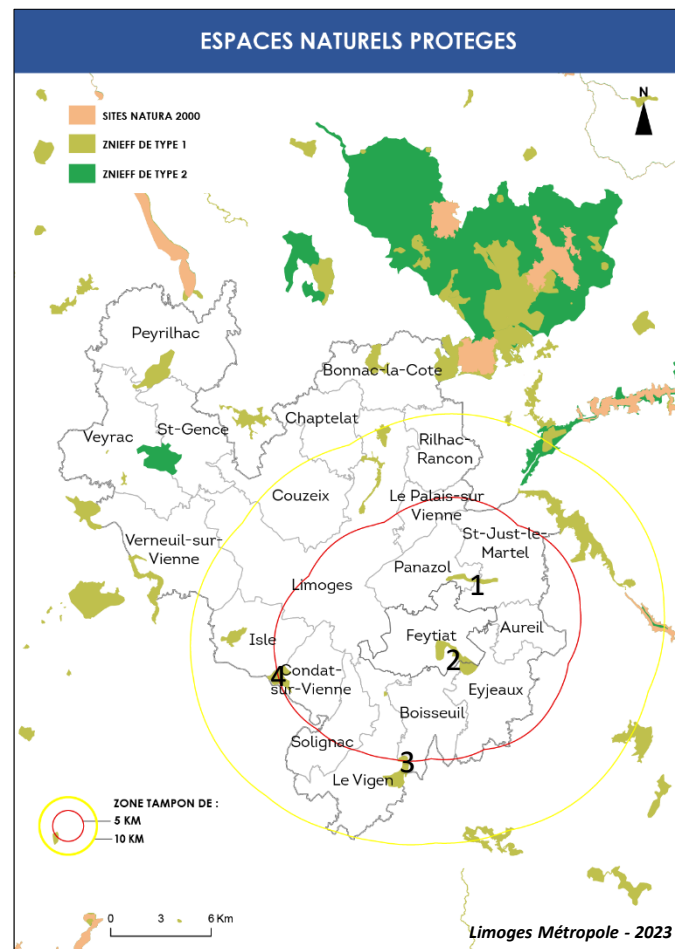 ESPACES NATURELS PROTEGES
N
SITES NATURA 2000
ZNIEFF DE TYPE 1
ZNIEFF DE TYPE 2
Peyrilhac
Bonnac-la-Cote
Chaptelat
St-Gence
Veyrac
Rilhac-
Rancon
Couzeix
Le Palais-sur
Vienne
St-Just-le-
Martel
Verneuil-sur-
Vienne
Panazol
Limoges
1
Aureil
Feytiat
Isle
2
4
Condat-
sur-Vienne
Eyjeaux
Boisseuil
Solignac
3
Le Vigen
ZONE TAMPON DE :
5 KM
10 KM
0 3 6 Km
Limoges Métropole - 2023